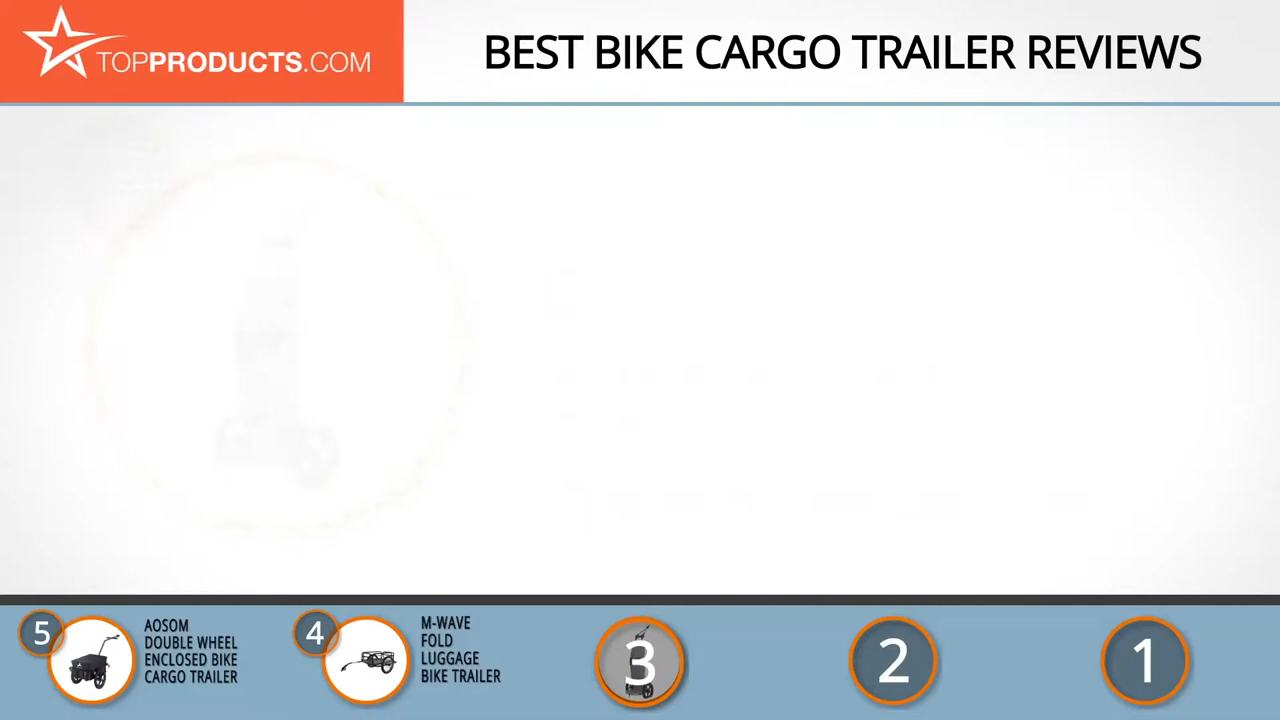 TOPPRODUCTS.COM
BEST BIKE CARGO TRAILER REVIEWS
5
AOSOM
DOUBLE WHEEL
ENCLOSED BIKE
CARGO TRAILER
4
M-WAVE
FOLD
LUGGAGE
BIKE TRAILER
3
2
1